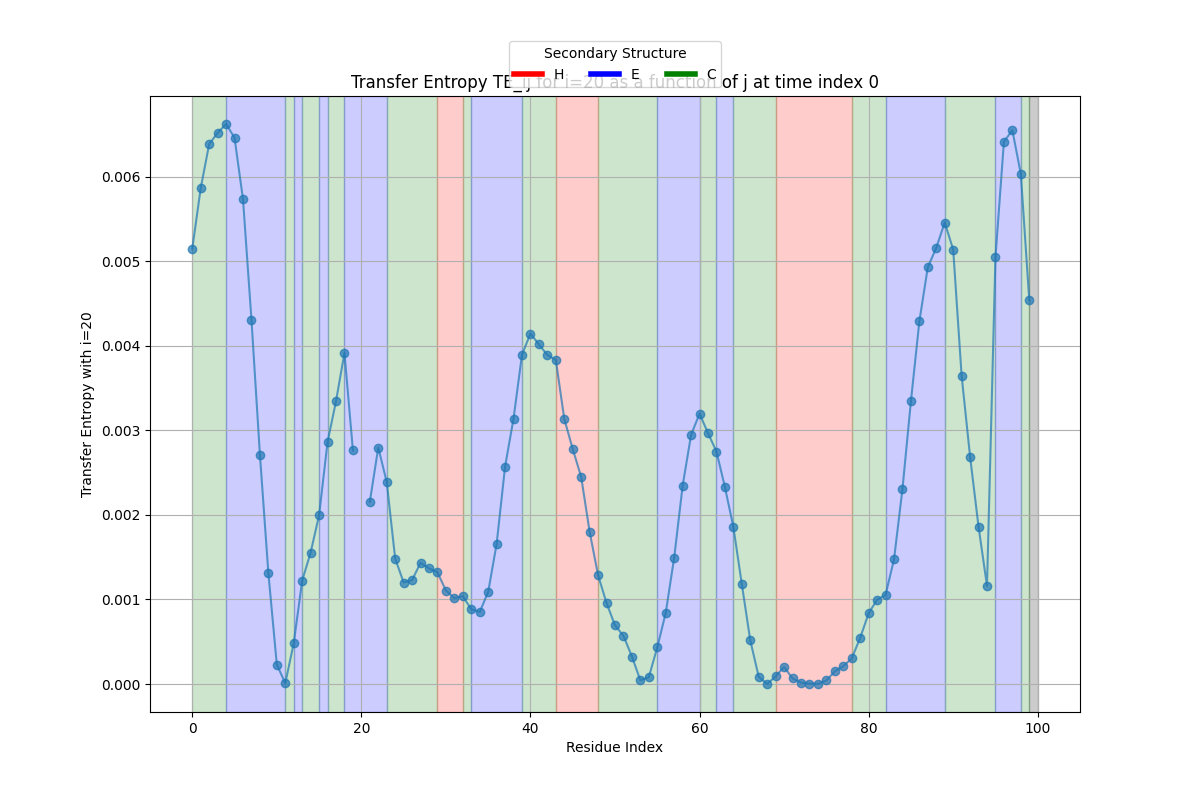 Secondary Structure
H E C
Transfer Entropy TE_ij for i=20 as a function of j at time index 0
0.006
0.005
0.004
0.003
0.002
0.001
0.000
Transfer Entropy with i=20
0 20 40 60 80 100
Residue Index